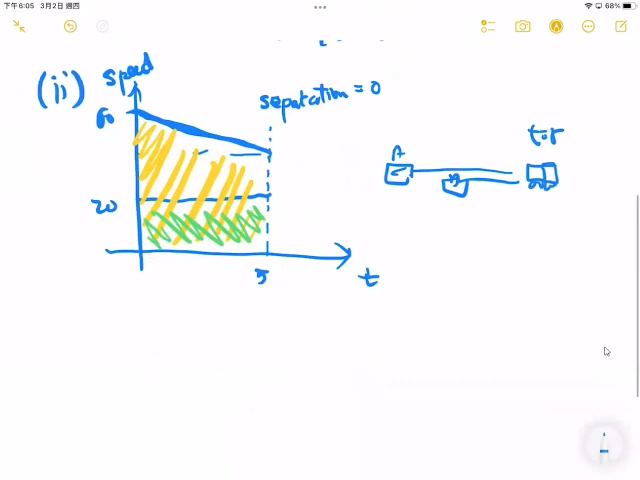 下午6:05 3月2日 週四
68%
(ii)
speed
separation = 0
60
20
5
t
A
B
t=5